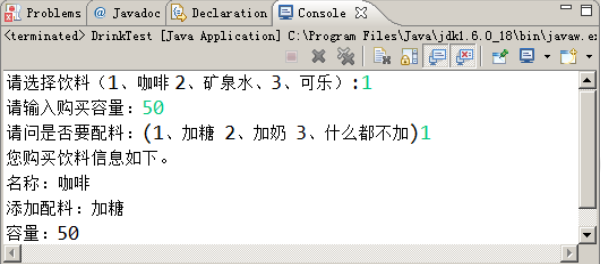 Problems @ Javadoc Declaration Console
<terminated> DrinkTest [Java Application] C:\Program Files\Java\jdk1.6.0_18\bin\javaw.e
请选择饮料（1、咖啡 2、矿泉水、3、可乐）:1
请输入购买容量：50
请问是否要配料：(1、加糖 2、加奶 3、什么都不加)1
您购买饮料信息如下。
名称：咖啡
添加配料：加糖
容量：50